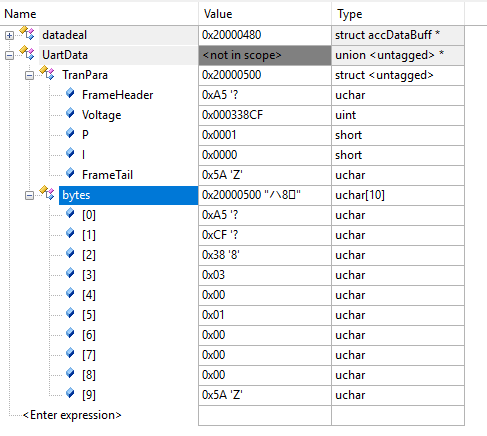 Name Value Type
datadeal 0x20000480 struct accDataBuff *
UartData <not in scope> union <untagged> *
TranPara 0x20000500 struct <untagged>
FrameHeader 0xA5 '? uchar
Voltage 0x000338CF uint
P 0x0001 short
I 0x0000 short
FrameTail 0x5A 'Z' uchar
bytes 0x20000500 "ﾉﾊ8" uchar[10]
[0] 0xA5 '? uchar
[1] 0xCF '? uchar
[2] 0x38 '8' uchar
[3] 0x03 uchar
[4] 0x00 uchar
[5] 0x01 uchar
[6] 0x00 uchar
[7] 0x00 uchar
[8] 0x00 uchar
[9] 0x5A 'Z' uchar
<Enter expression>